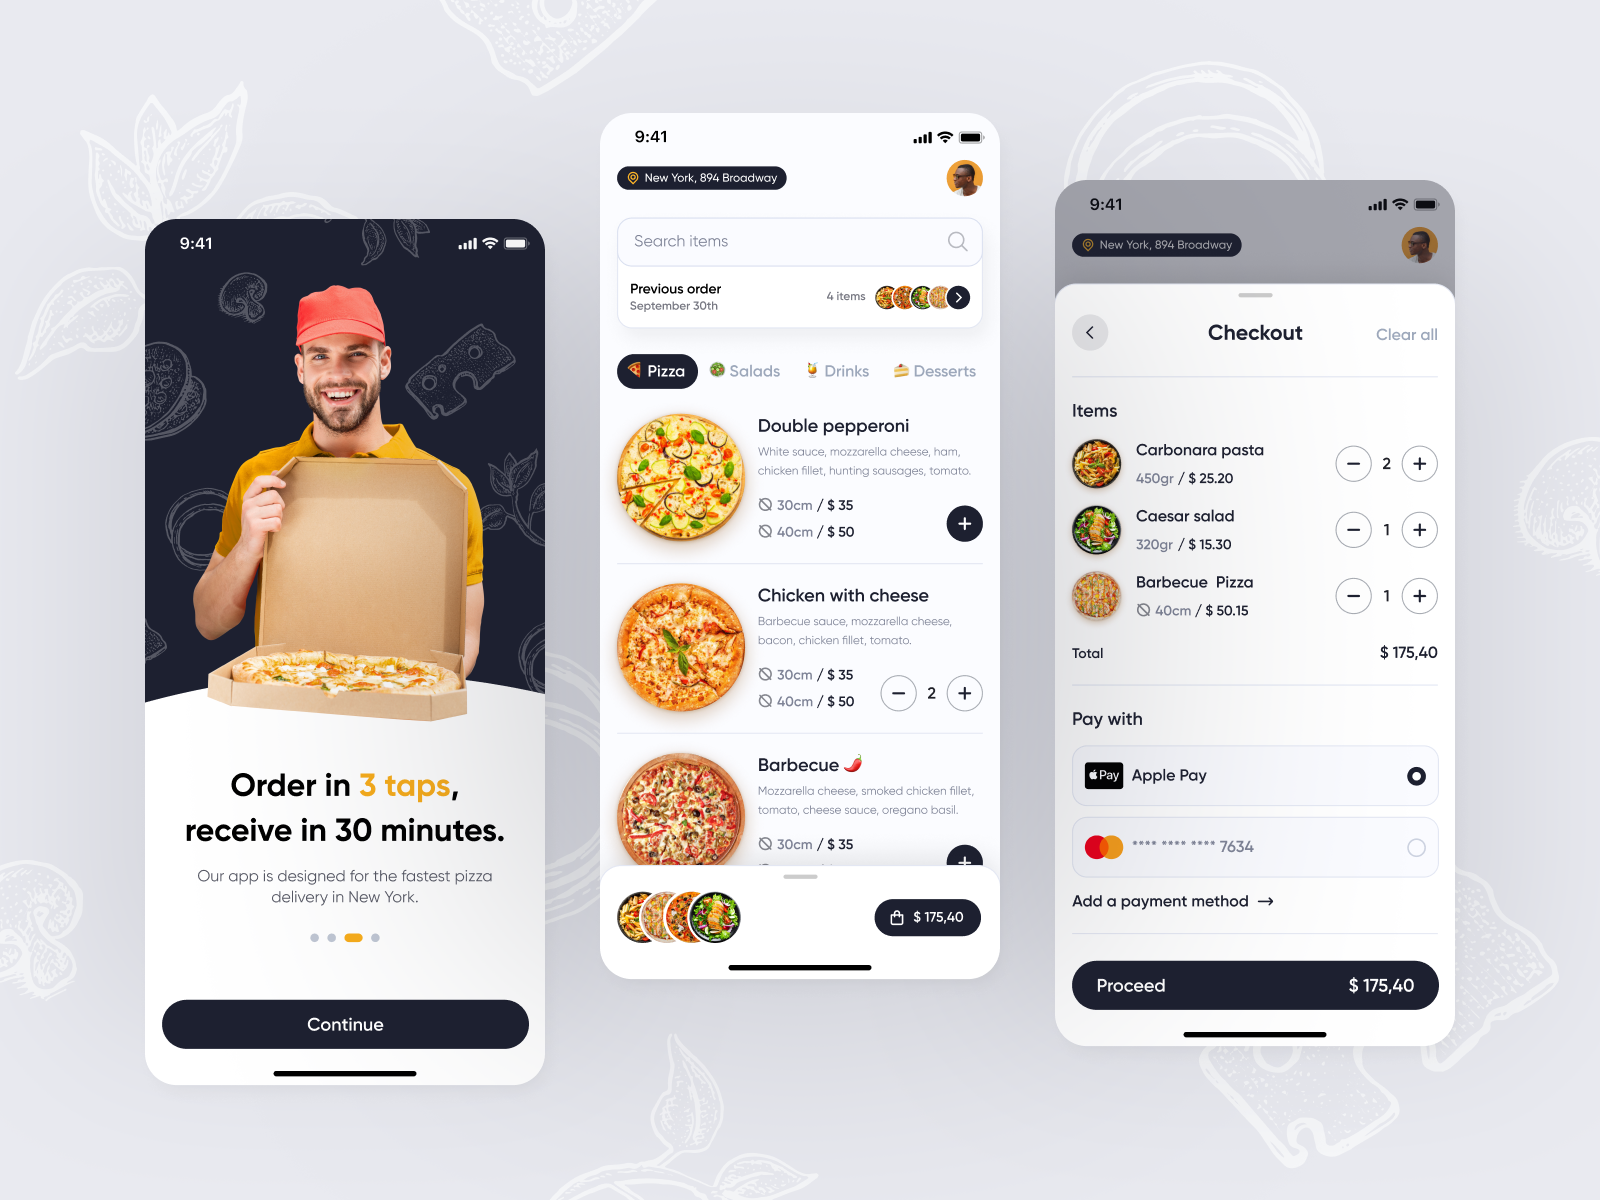 9:41
Order in 3 taps,
receive in 30 minutes.
Our app is designed for the fastest pizza
delivery in New York.
Continue
9:41
New York, 894 Broadway
Search items
Previous order
September 30th
4 items
Pizza
Salads
Drinks
Desserts
Double pepperoni
White sauce, mozzarella cheese, ham,
chicken fillet, hunting sausages, tomato.
30cm / $ 35
40cm / $ 50
Chicken with cheese
Barbecue sauce, mozzarella cheese,
bacon, chicken fillet, tomato.
30cm / $ 35
40cm / $ 50
2
Barbecue
Mozzarella cheese, smoked chicken fillet,
tomato, cheese sauce, oregano basil.
30cm / $ 35
$ 175,40
9:41
New York, 894 Broadway
Checkout
Clear all
Items
Carbonara pasta
450gr / $ 25.20
2
Caesar salad
320gr / $ 15.30
1
Barbecue Pizza
40cm / $ 50.15
1
Total
$ 175,40
Pay with
Pay
Apple Pay
**** **** **** 7634
Add a payment method
Proceed
$ 175,40